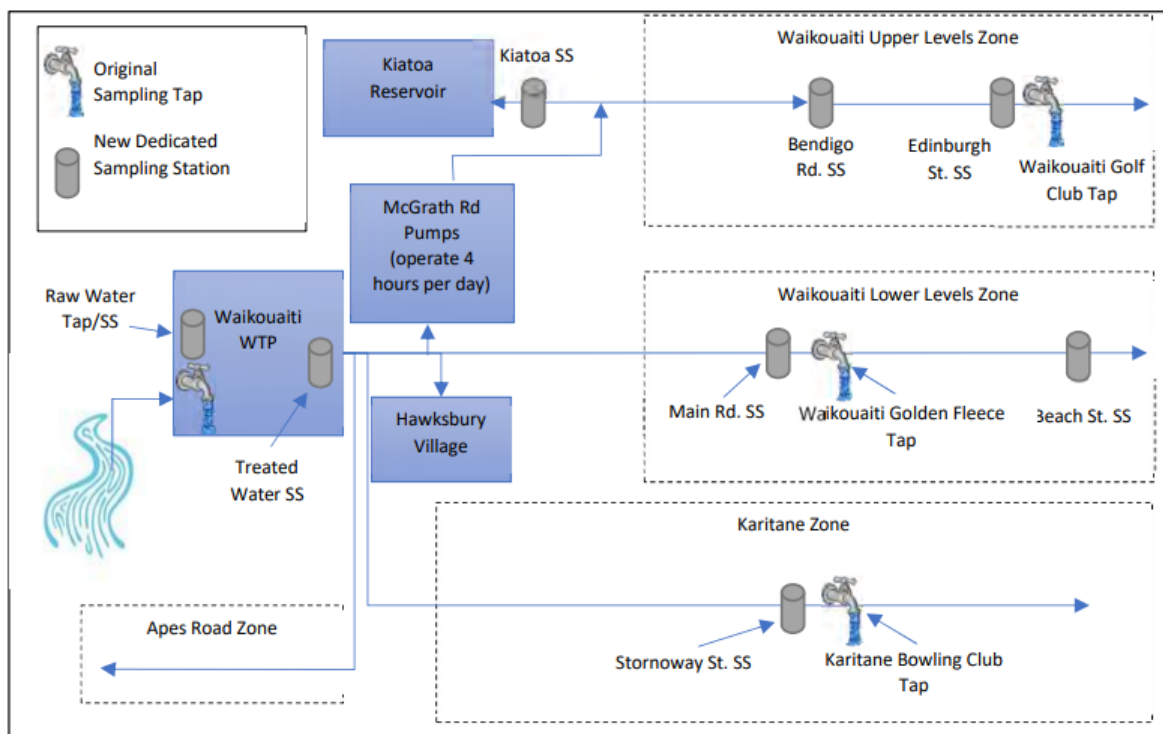 Original
Sampling Tap
New Dedicated
Sampling Station
Kiatoa
Reservoir
Kiatoa SS
Waikouaiti Upper Levels Zone
Bendigo
Rd. SS
Edinburgh
St. SS
Waikouaiti Golf
Club Tap
McGrath Rd
Pumps
(operate 4
hours per day)
Raw Water
Tap/SS
Waikouaiti
WTP
Treated
Water SS
Hawksbury
Village
Waikouaiti Lower Levels Zone
Main Rd. SS
Waikouaiti Golden Fleece
Tap
Beach St. SS
Karitane Zone
Stornoway St. SS
Karitane Bowling Club
Tap
Apes Road Zone